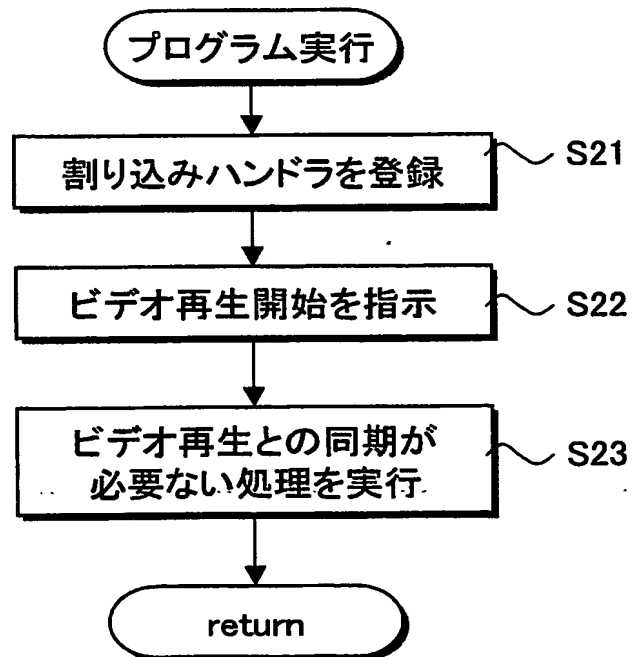 プログラム実行
割り込みハンドラを登録
S21
ビデオ再生開始を指示
S22
ビデオ再生との同期が
必要ない処理を実行
S23
return